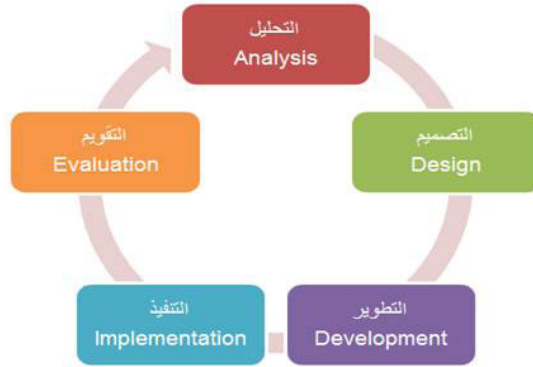 التحليل
Analysis
التصميم
Design
التطوير
Development
التنفيذ
Implementation
التقويم
Evaluation